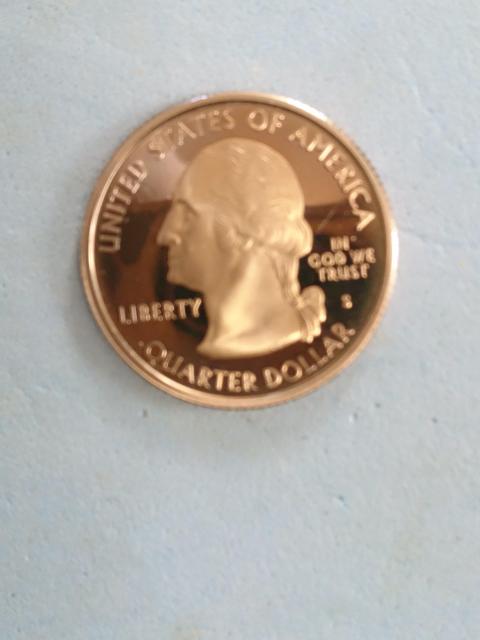 UNITED STATES OF AMERICA
LIBERTY
IN
GOD WE
TRUST
S
QUARTER DOLLAR